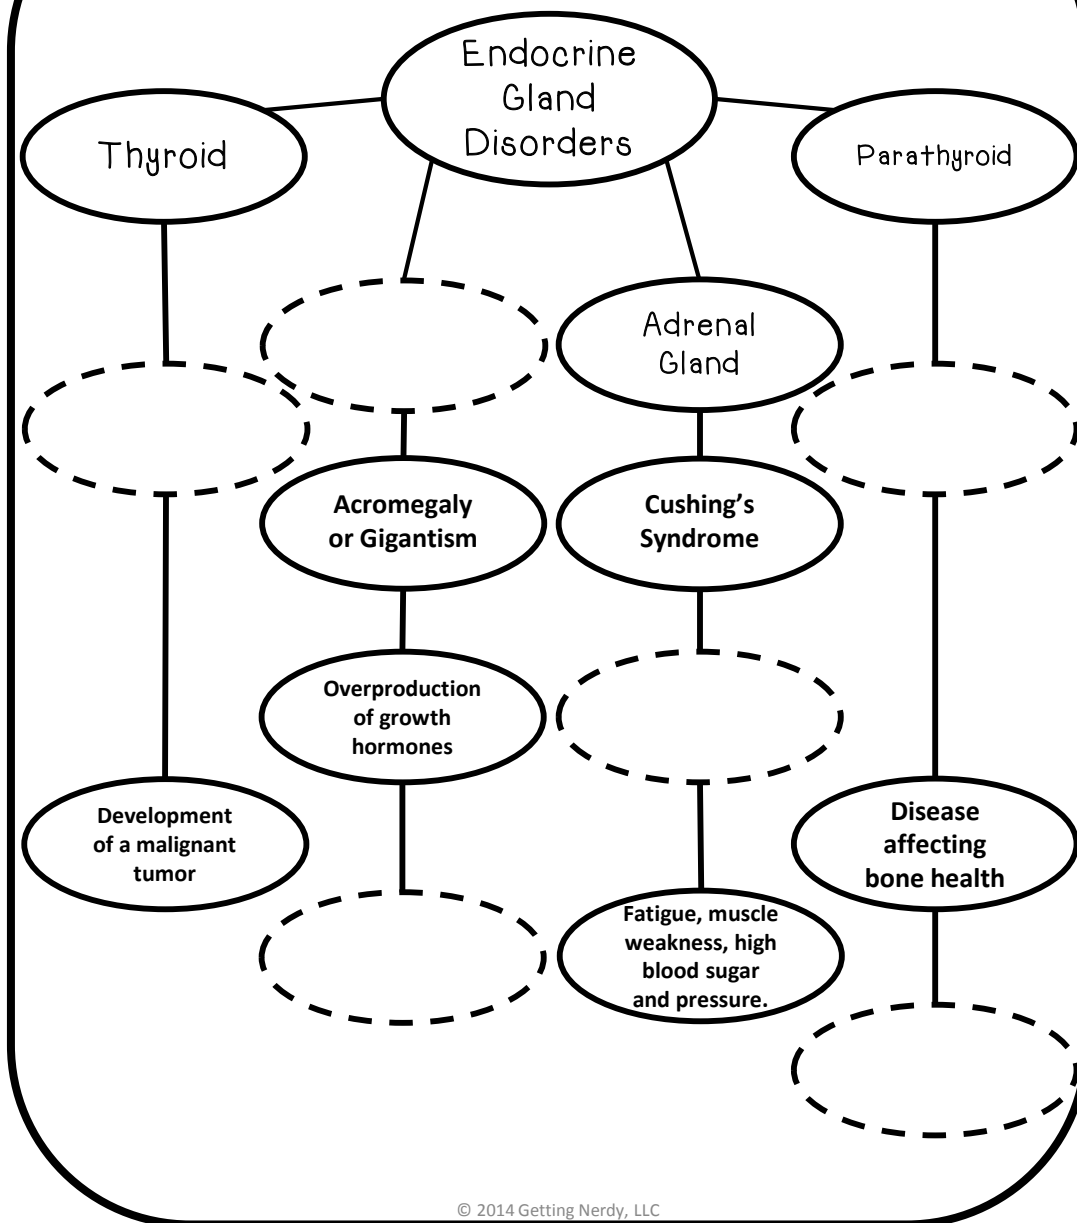 Endocrine
Gland
Disorders
Thyroid
Parathyroid
Adrenal
Gland
Acromegaly
or Gigantism
Cushing’s
Syndrome
Overproduction
of growth
hormones
Development
of a malignant
tumor
Disease
affecting
bone health
Fatigue, muscle
weakness, high
blood sugar
and pressure.
© 2014 Getting Nerdy, LLC